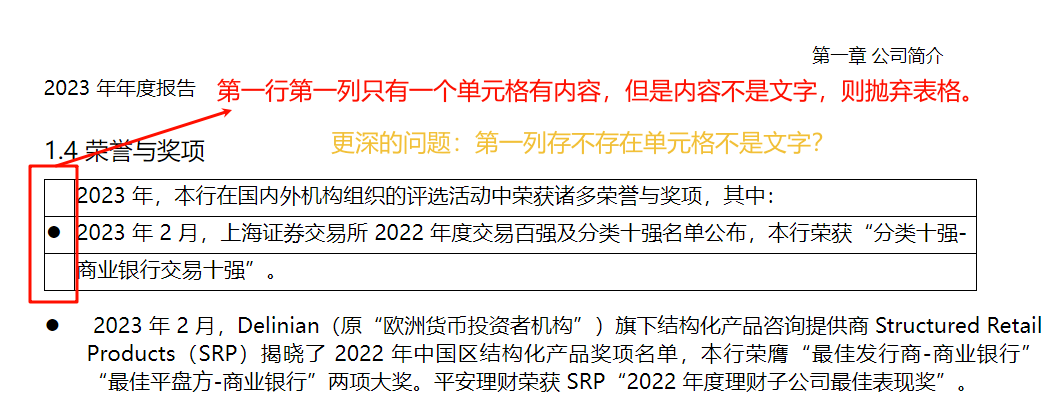 第一章 公司简介
2023 年年度报告
第一行第一列只有一个单元格有内容，但是内容不是文字，则抛弃表格。
更深的问题：第一列存不存在单元格不是文字？
1.4 荣誉与奖项
2023 年，本行在国内外机构组织的评选活动中荣获诸多荣誉与奖项，其中：
● 2023 年 2 月，上海证券交易所 2022 年度交易百强及分类十强名单公布，本行荣获“分类十强-
商业银行交易十强”。
● 2023 年 2 月，Delinian（原“欧洲货币投资者机构”）旗下结构化产品咨询提供商 Structured Retail
Products（SRP）揭晓了 2022 年中国区结构化产品奖项名单，本行荣膺“最佳发行商-商业银行”
“最佳平盘方-商业银行”两项大奖。平安理财荣获 SRP“2022 年度理财子公司最佳表现奖”。